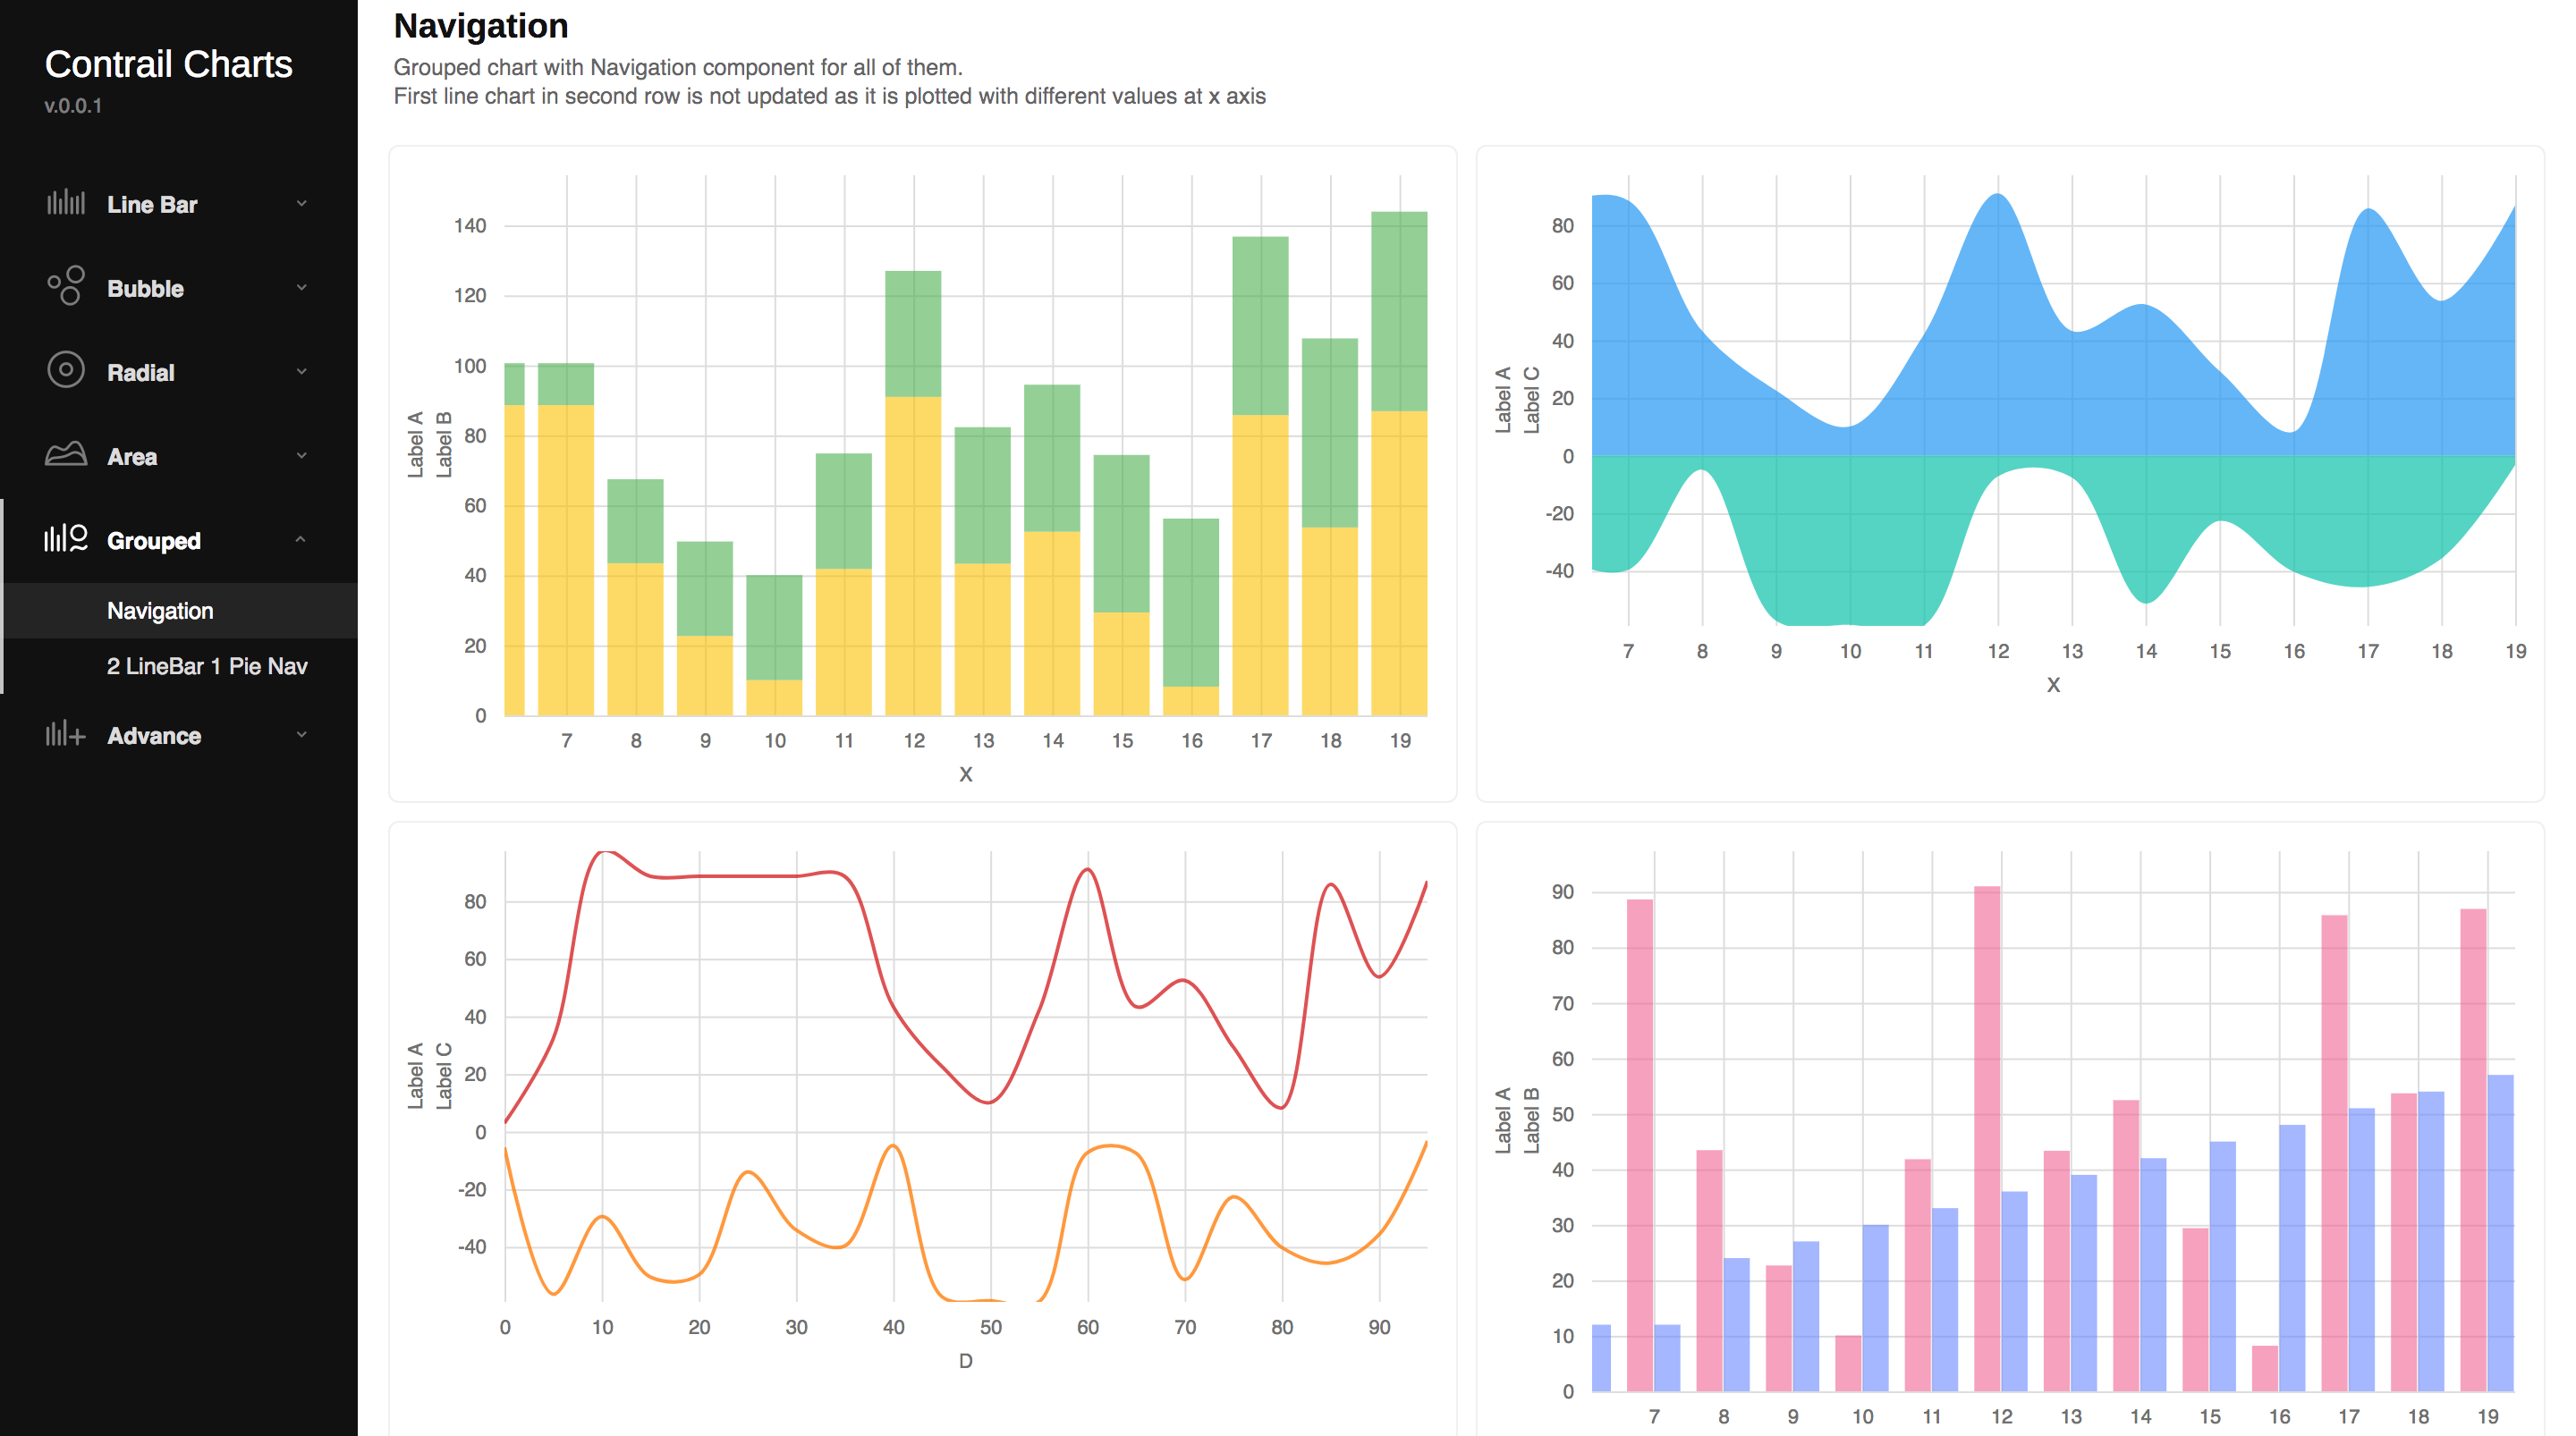 Contrail Charts
v.0.0.1
Line Bar
Bubble
Radial
Area
Grouped
Navigation
2 LineBar 1 Pie Nav
Advance
Navigation
Grouped chart with Navigation component for all of them.
First line chart in second row is not updated as it is plotted with different values at x axis
Label A
Label B
140
120
100
80
60
40
20
0
7 8 9 10 11 12 13 14 15 16 17 18 19
X
Label A
Label C
80
60
40
20
0
-20
-40
7 8 9 10 11 12 13 14 15 16 17 18 19
X
Label A
Label C
80
60
40
20
0
-20
-40
0 10 20 30 40 50 60 70 80 90
D
Label A
Label B
90
80
70
60
50
40
30
20
10
0
7 8 9 10 11 12 13 14 15 16 17 18 19